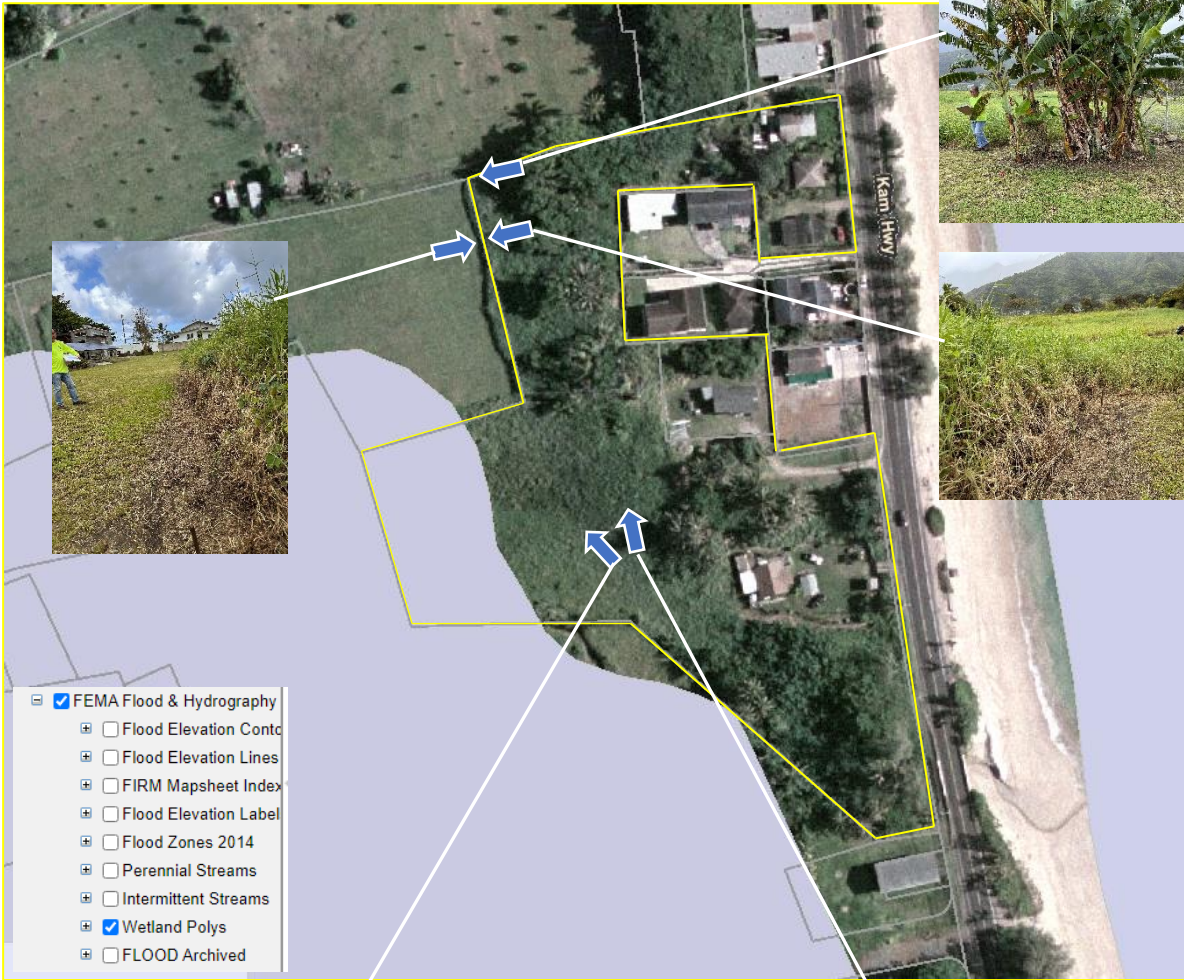 Kam. Hwy
FEMA Flood & Hydrography
Flood Elevation Conto
Flood Elevation Lines
FIRM Mapsheet Index
Flood Elevation Label
Flood Zones 2014
Perennial Streams
Intermittent Streams
Wetland Polys
FLOOD Archived